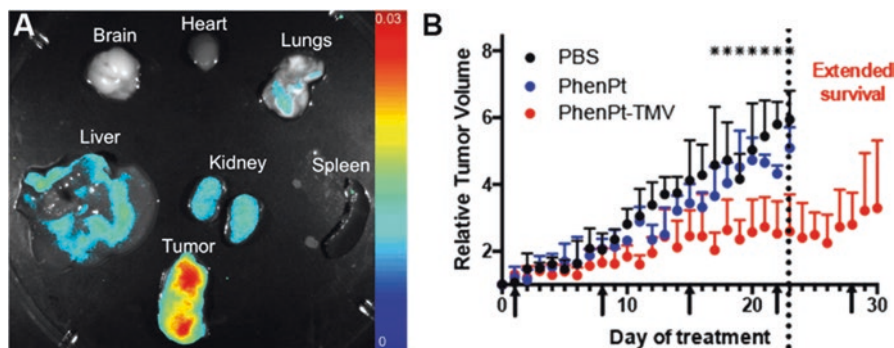 A
Brain
Heart
Lungs
0.03
Liver
Kidney
Spleen
Tumor
0
B
Relative Tumor Volume
8
6
4
2
PBS
PhenPt
PhenPt-TMV
* * * * * * *
Extended
survival
0
10
20
30
Day of treatment